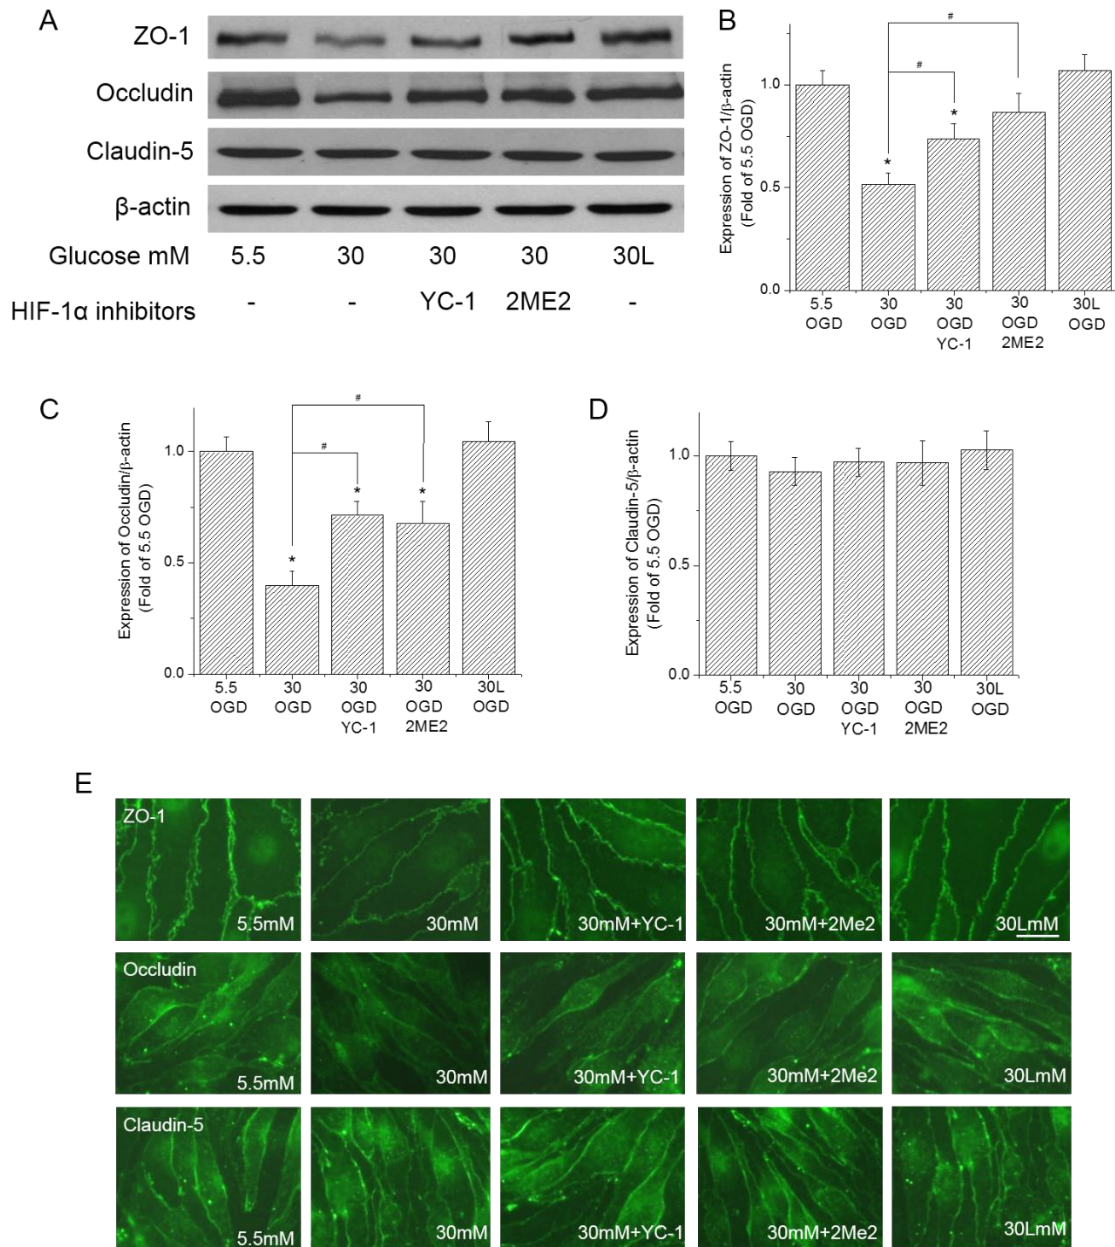 A
ZO-1
Occludin
Claudin-5
β-actin
Glucose mM 5.5 30 30 30 30L
HIF-1α inhibitors - - YC-1 2ME2 -
B
Expression of ZO-1/β-actin
(Fold of 5.5 OGD)
1.0
0.5
0.0
#
#
*
*
5.5 30 30 30 30L
OGD OGD OGD OGD OGD
YC-1 2ME2
C
Expression of Occludin/β-actin
(Fold of 5.5 OGD)
1.0
0.5
0.0
#
#
*
*
*
5.5 30 30 30 30L
OGD OGD OGD OGD OGD
YC-1 2ME2
D
Expression of Claudin-5/β-actin
(Fold of 5.5 OGD)
1.0
0.5
0.0
5.5 30 30 30 30L
OGD OGD OGD OGD OGD
YC-1 2ME2
E
ZO-1
5.5mM 30mM 30mM+YC-1 30mM+2Me2 30LmM
Occludin
5.5mM 30mM 30mM+YC-1 30mM+2Me2 30LmM
Claudin-5
5.5mM 30mM 30mM+YC-1 30mM+2Me2 30LmM